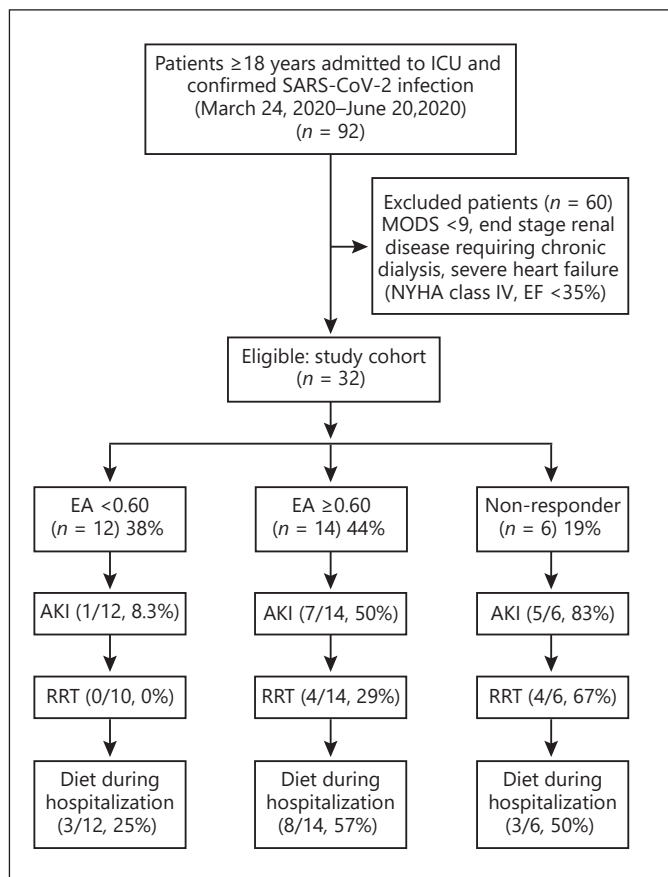 Patients ≥18 years admitted to ICU and
confirmed SARS-CoV-2 infection
(March 24, 2020–June 20,2020)
(n = 92)
Excluded patients (n = 60)
MODS <9, end stage renal
disease requiring chronic
dialysis, severe heart failure
(NYHA class IV, EF <35%)
Eligible: study cohort
(n = 32)
EA <0.60
(n = 12) 38%
EA ≥0.60
(n = 14) 44%
Non-responder
(n = 6) 19%
AKI (1/12, 8.3%)
AKI (7/14, 50%)
AKI (5/6, 83%)
RRT (0/10, 0%)
RRT (4/14, 29%)
RRT (4/6, 67%)
Diet during
hospitalization
(3/12, 25%)
Diet during
hospitalization
(8/14, 57%)
Diet during
hospitalization
(3/6, 50%)